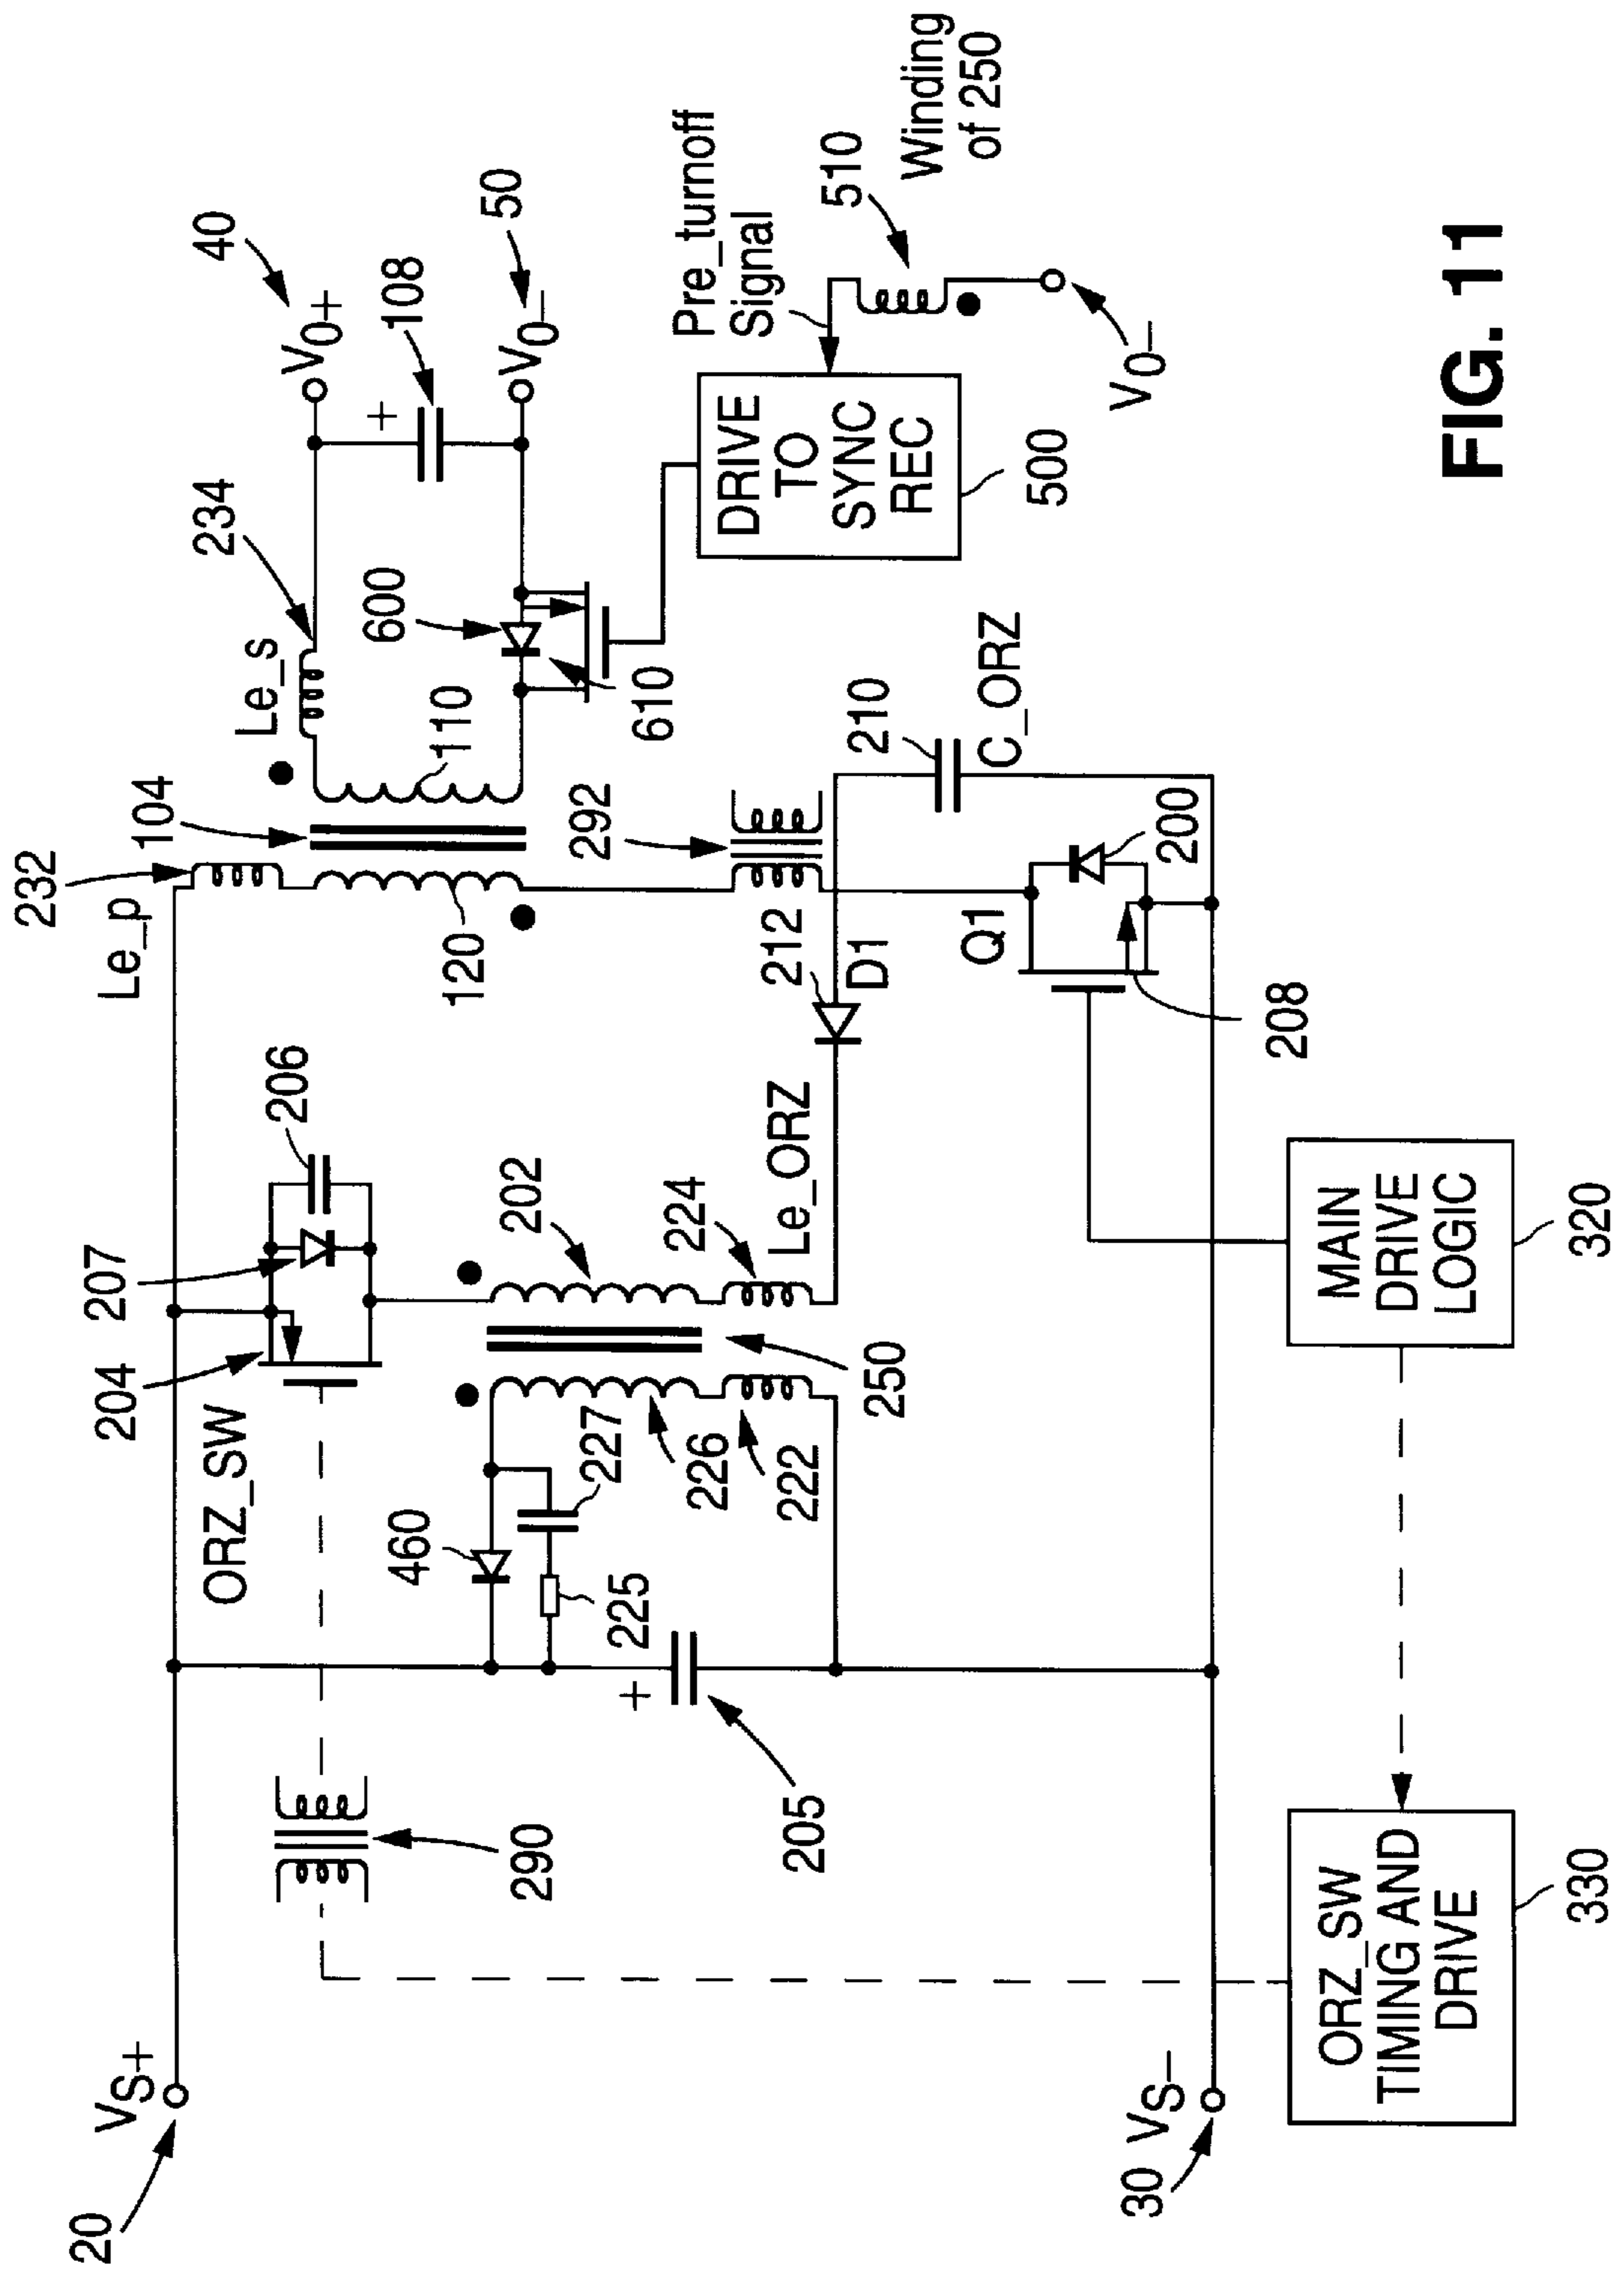 20
VS+
30
VS–
ORZ_SW
TIMING AND
DRIVE
330
290
205
+
225
460
227
226
222
ORZ_SW
204
207
206
202
224
250
Le_ORZ
MAIN
DRIVE
LOGIC
320
Le_p
232
104
120
110
292
212
D1
Q1
208
200
210
C_ORZ
Le_s
234
600
610
40
VO+
+
108
50
VO–
DRIVE
TO
SYNC
REC
500
Pre_turnoff
Signal
510
Winding
of 250
VO–
FIG. 11